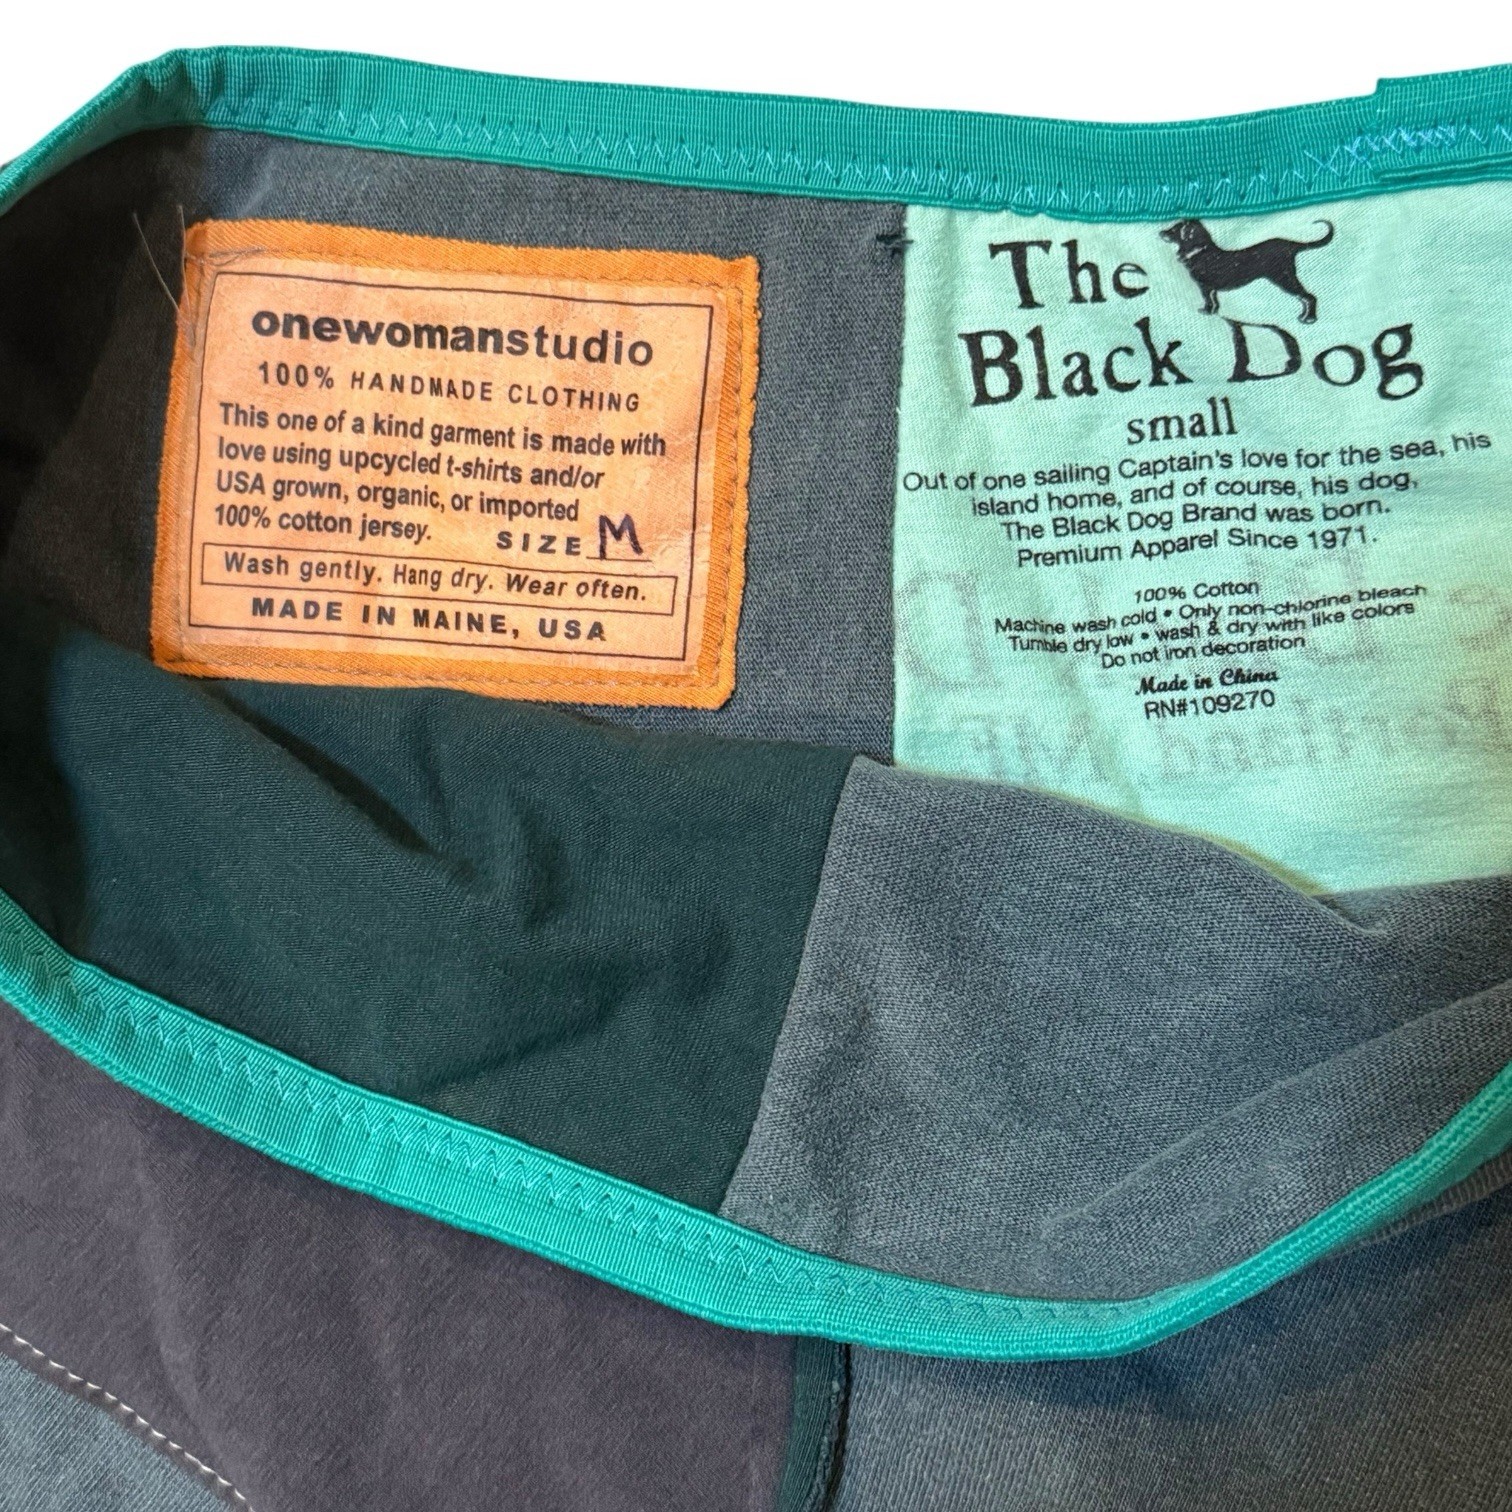 onewomanstudio
100% HANDMADE CLOTHING
This one of a kind garment is made with
love using upcycled t-shirts and/or
USA grown, organic, or imported
100% cotton jersey. SIZE M
Wash gently. Hang dry. Wear often.
MADE IN MAINE, USA
The
Black Dog
small
Out of one sailing Captain's love for the sea, his
island home, and of course, his dog,
The Black Dog Brand was born.
Premium Apparel Since 1971.
100% Cotton
Machine wash cold • Only non-chlorine bleach
Tumble dry low • wash & dry with like colors
Do not iron decoration
Made in China
RN#109270